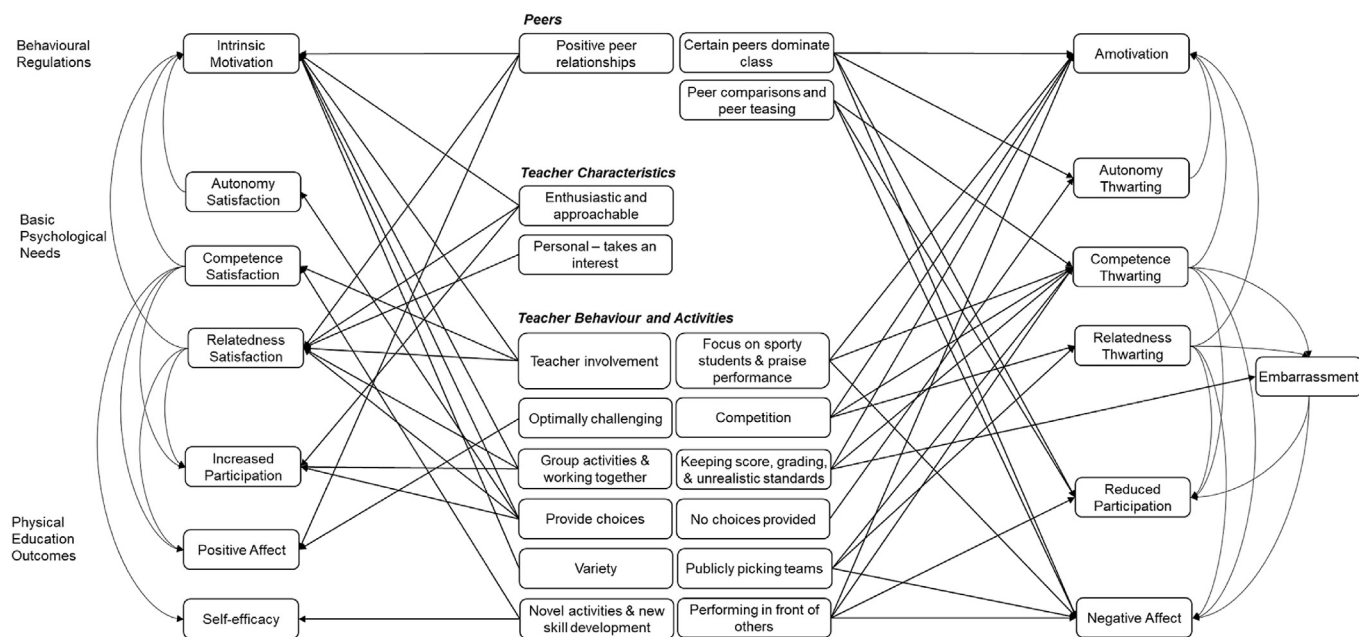 Peers
Behavioural
Regulations
Intrinsic
Motivation
Positive peer
relationships
Certain peers dominate
class
Amotivation
Peer comparisons and
peer teasing
Teacher Characteristics
Autonomy
Satisfaction
Enthusiastic and
approachable
Autonomy
Thwarting
Basic
Psychological
Needs
Competence
Satisfaction
Personal – takes an
interest
Competence
Thwarting
Teacher Behaviour and Activities
Relatedness
Satisfaction
Teacher involvement
Focus on sporty
students & praise
performance
Relatedness
Thwarting
Embarrassment
Optimally challenging
Competition
Increased
Participation
Group activities &
working together
Keeping score, grading,
& unrealistic standards
Reduced
Participation
Physical
Education
Outcomes
Provide choices
No choices provided
Positive Affect
Variety
Publicly picking teams
Self-efficacy
Novel activities & new
skill development
Performing in front of
others
Negative Affect